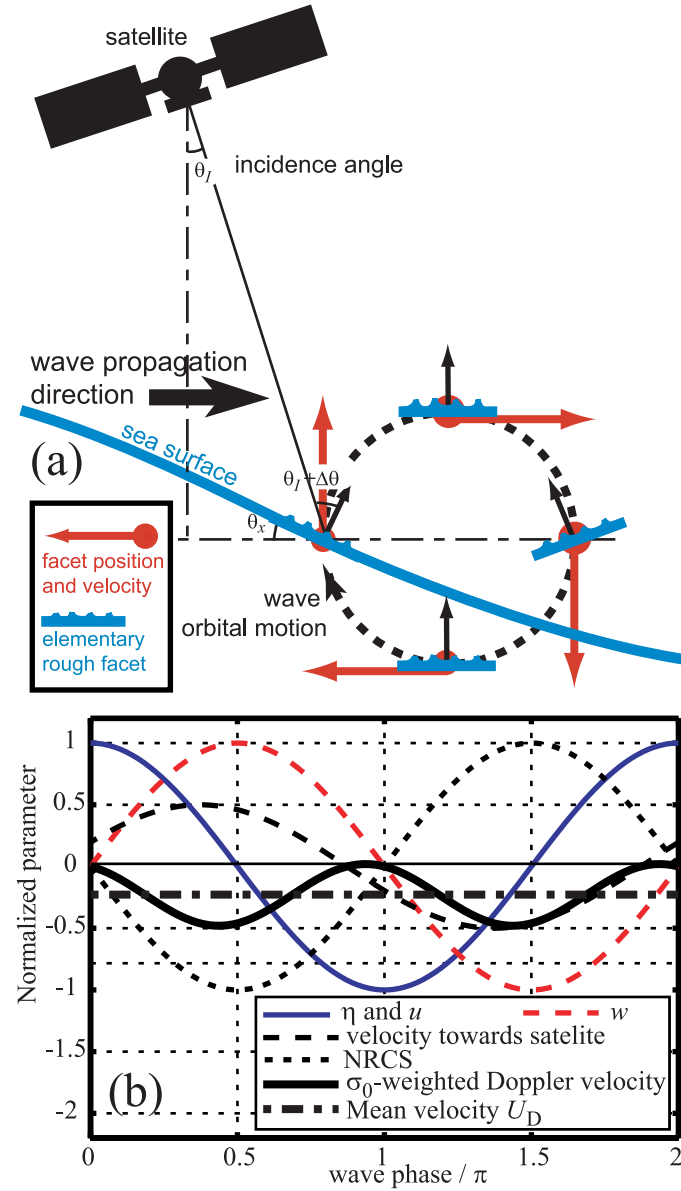 satellite
θI
incidence angle
wave propagation
direction
sea surface
(a)
θI+Δθ
θx
facet position
and velocity
elementary
rough facet
wave
orbital motion
1
0.5
0
-0.5
-1
-1.5
-2
Normalized parameter
(b)
η and u
w
velocity towards satelite
NRCS
σ0-weighted Doppler velocity
Mean velocity UD
0
0.5
1
1.5
2
wave phase / π